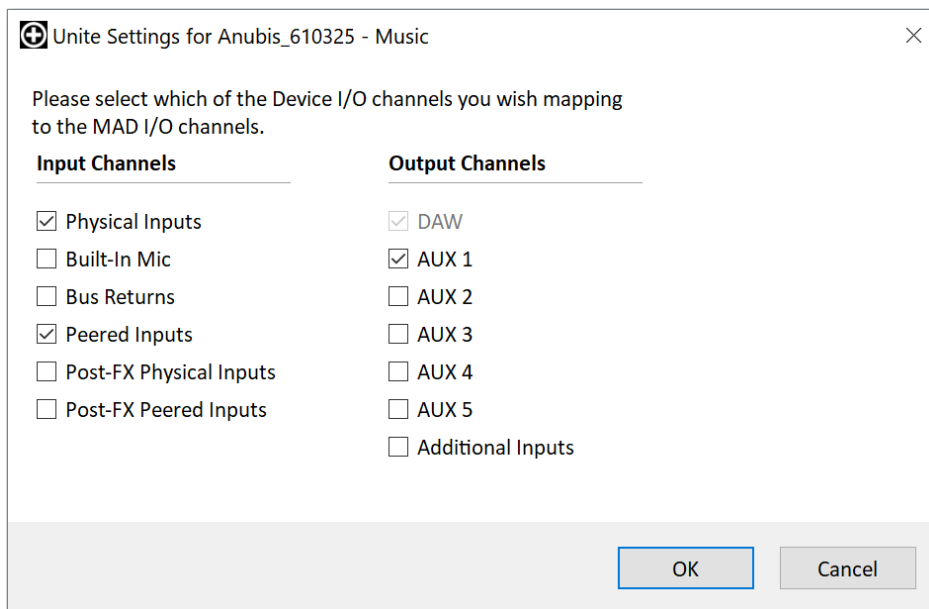 Unite Settings for Anubis_610325 - Music
Please select which of the Device I/O channels you wish mapping
to the MAD I/O channels.
Input Channels
Physical Inputs
Built-In Mic
Bus Returns
Peered Inputs
Post-FX Physical Inputs
Post-FX Peered Inputs
Output Channels
DAW
AUX 1
AUX 2
AUX 3
AUX 4
AUX 5
Additional Inputs
OK
Cancel